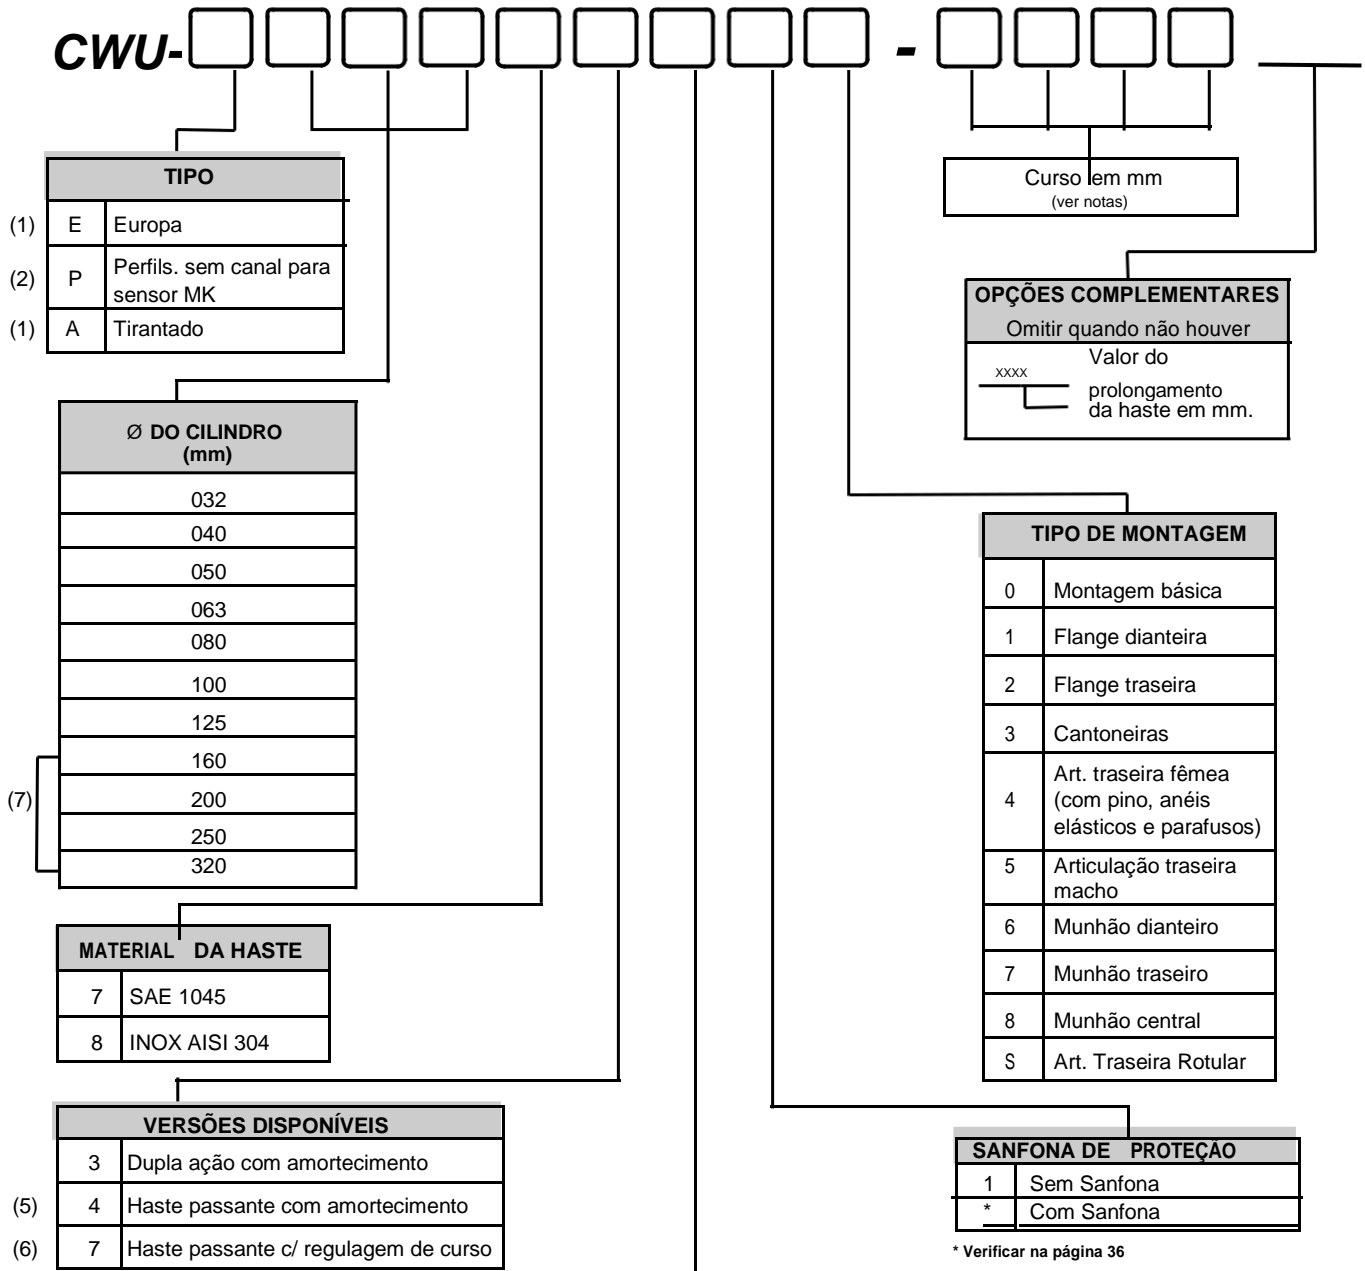 CWU- -
TIPO
(1) E Europa
(2) P Perfils. sem canal para
sensor MK
(1) A Tirantado
Ø DO CILINDRO
(mm)
032
040
050
063
080
100
125
160
(7) 200
250
320
MATERIAL DA HASTE
7 SAE 1045
8 INOX AISI 304
VERSÕES DISPONÍVEIS
3 Dupla ação com amortecimento
(5) 4 Haste passante com amortecimento
(6) 7 Haste passante c/ regulagem de curso
Curso em mm
(ver notas)
OPÇÕES COMPLEMENTARES
Omitir quando não houver
Valor do
xxxx
prolongamento
da haste em mm.
TIPO DE MONTAGEM
0 Montagem básica
1 Flange dianteira
2 Flange traseira
3 Cantoneiras
Art. traseira fêmea
4 (com pino, anéis
elásticos e parafusos)
5 Articulação traseira
macho
6 Munhão dianteiro
7 Munhão traseiro
8 Munhão central
S Art. Traseira Rotular
SANFONA DE PROTEÇÃO
1 Sem Sanfona
* Com Sanfona
* Verificar na página 36